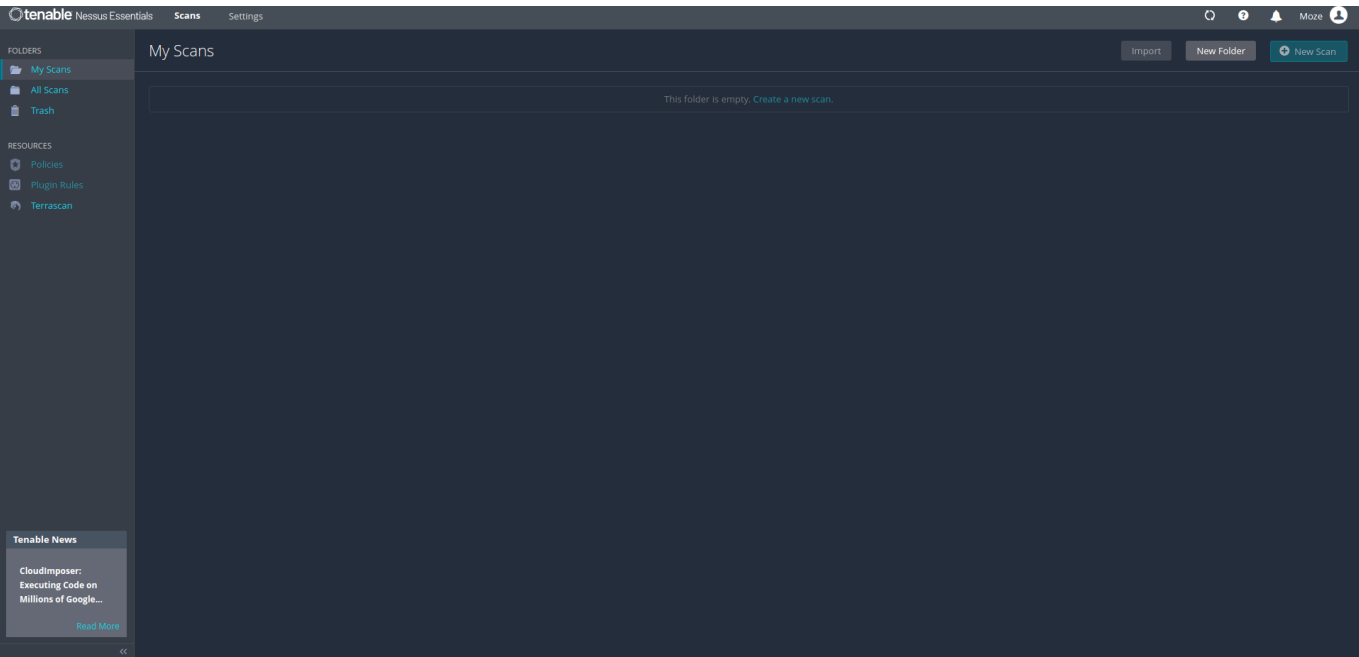 tenable Nessus Essentials Scans Settings Moze
FOLDERS
My Scans
All Scans
Trash
RESOURCES
Policies
Plugin Rules
Terrascan
Tenable News
CloudImposer:
Executing Code on
Millions of Google...
Read More
My Scans
Import New Folder New Scan
This folder is empty. Create a new scan.